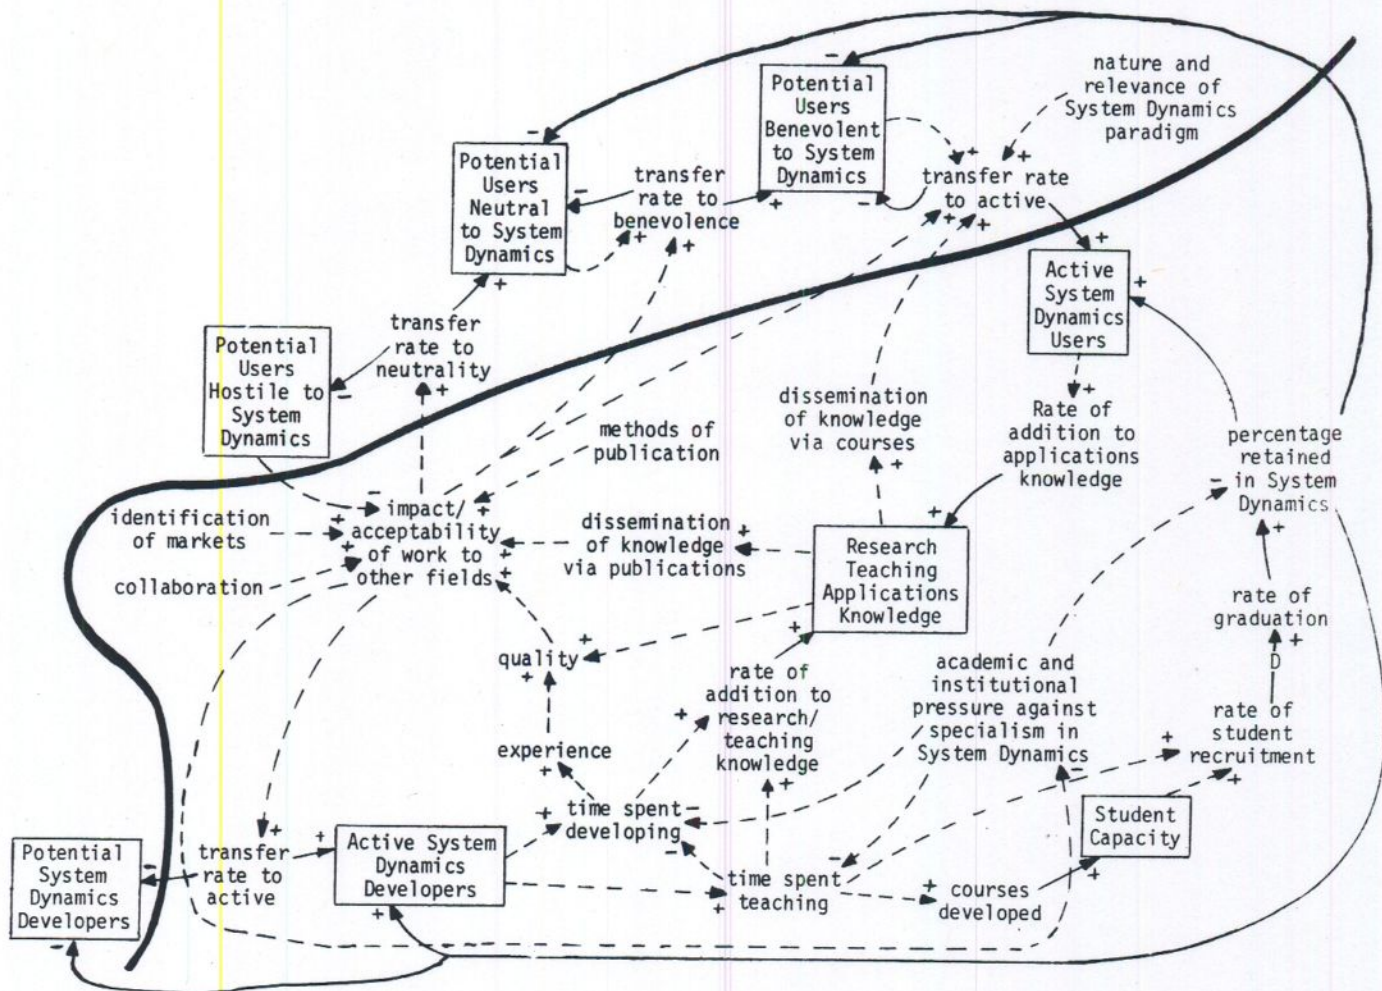 Potential
Users
Benevolent
to System
Dynamics
nature and
relevance of
System Dynamics
paradigm
Potential
Users
Neutral
to System
Dynamics
transfer
rate to
benevolence
transfer rate
to active
Active
System
Dynamics
Users
transfer
rate to
neutrality
Potential
Users
Hostile to
System
Dynamics
dissemination
of knowledge
via courses
methods of
publication
Rate of
addition to
applications
knowledge
percentage
retained
in System
Dynamics
identification
of markets
collaboration
impact/
acceptability
of work to
other fields
dissemination
of knowledge
via publications
Research
Teaching
Applications
Knowledge
rate of
graduation
D
quality
rate of
addition to
research/
teaching
knowledge
academic and
institutional
pressure against
specialism in
System Dynamics
rate of
student
recruitment
experience
time spent
developing
Student
Capacity
Potential
System
Dynamics
Developers
transfer
rate to
active
Active System
Dynamics
Developers
time spent
teaching
courses
developed